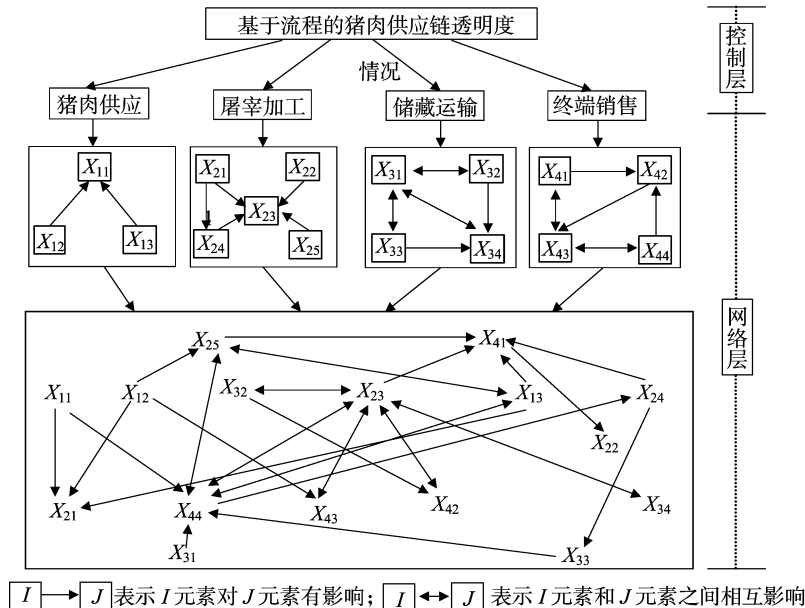 基于流程的猪肉供应链透明度
控制层
情况
猪肉供应
屠宰加工
储藏运输
终端销售
X11
X12
X13
X21
X22
X23
X24
X25
X31
X32
X33
X34
X41
X42
X43
X44
网络层
X25
X41
X11
X12
X32
X23
X13
X24
X22
X21
X44
X43
X42
X34
X31
X33
I J 表示 I 元素对 J 元素有影响; I J 表示 I 元素和 J 元素之间相互影响